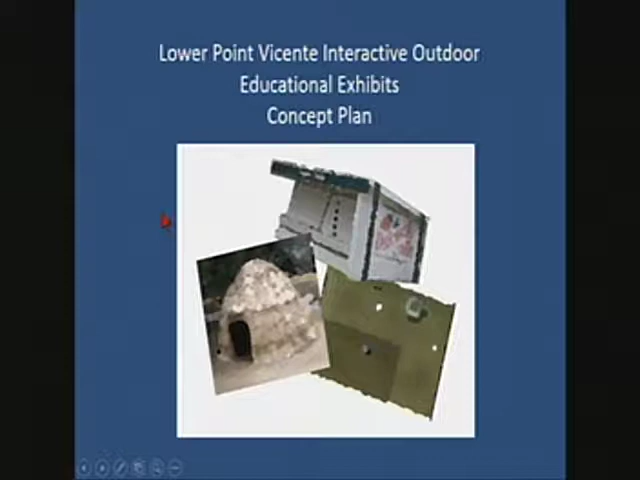 Lower Point Vicente Interactive Outdoor
Educational Exhibits
Concept Plan